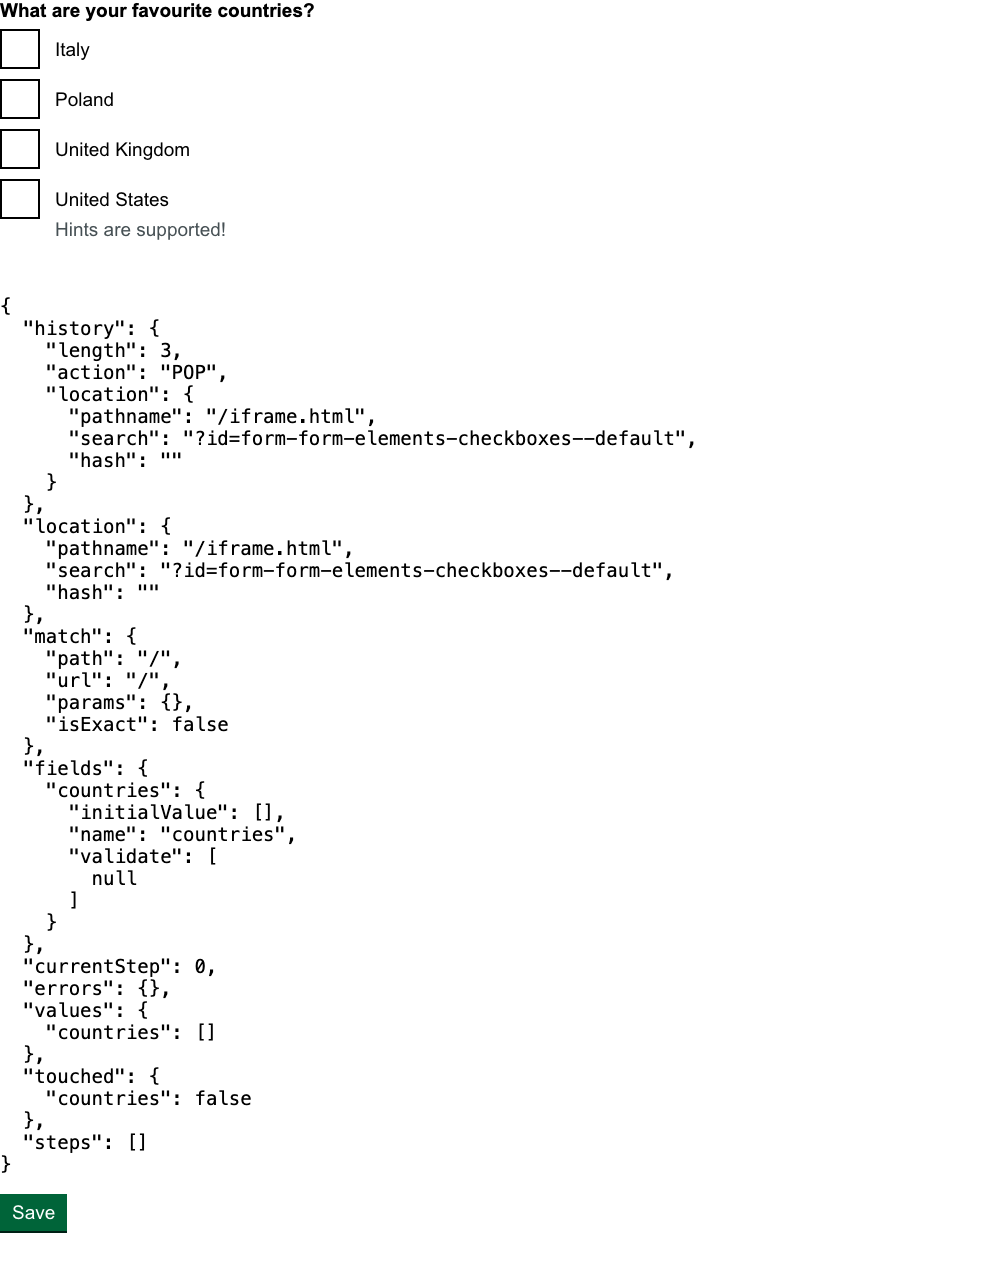 What are your favourite countries?
Italy
Poland
United Kingdom
United States
Hints are supported!
{
  "history": {
    "length": 3,
    "action": "POP",
    "location": {
      "pathname": "/iframe.html",
      "search": "?id=form-form-elements-checkboxes--default",
      "hash": ""
    }
  },
  "location": {
    "pathname": "/iframe.html",
    "search": "?id=form-form-elements-checkboxes--default",
    "hash": ""
  },
  "match": {
    "path": "/",
    "url": "/",
    "params": {},
    "isExact": false
  },
  "fields": {
    "countries": {
      "initialValue": [],
      "name": "countries",
      "validate": [
        null
      ]
    }
  },
  "currentStep": 0,
  "errors": {},
  "values": {
    "countries": []
  },
  "touched": {
    "countries": false
  },
  "steps": []
}
Save